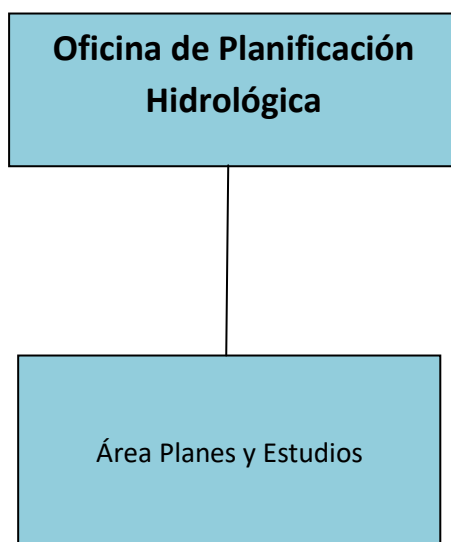 Oficina de Planificación
Hidrológica
Área Planes y Estudios